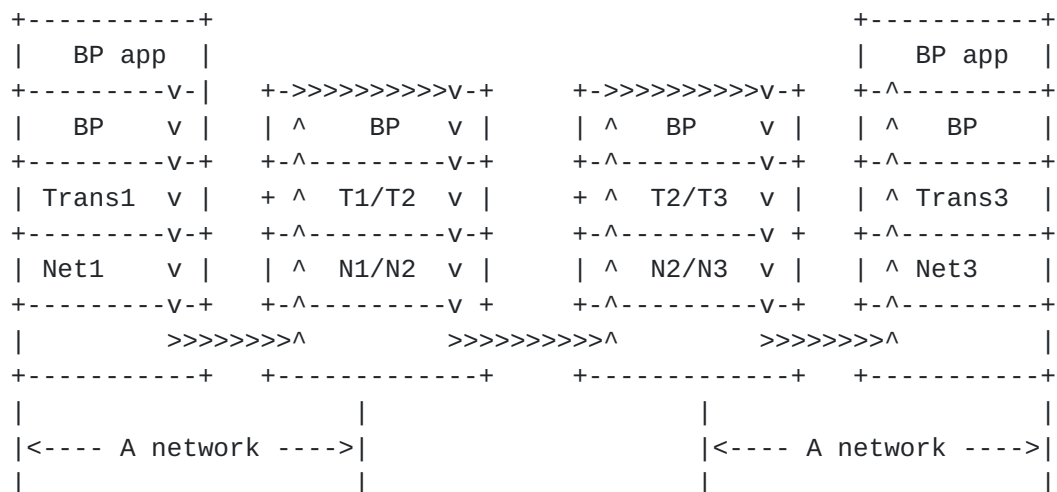 +-----------+                                         +-----------+
|   BP app  |                                         |   BP app  |
+---------v-|   +->>>>>>>>>>v-+     +->>>>>>>>>>v-+   +-^---------+
|   BP    v |   | ^    BP   v |     | ^   BP    v |   | ^   BP    |
+---------v-+   +-^---------v-+     +-^---------v-+   +-^---------+
| Trans1  v |   + ^  T1/T2  v |     + ^  T2/T3  v |   | ^ Trans3  |
+---------v-+   +-^---------v-+     +-^---------v +   +-^---------+
| Net1    v |   | ^  N1/N2  v |     | ^  N2/N3  v |   | ^ Net3    |
+---------v-+   +-^---------v +     +-^---------v-+   +-^---------+
|         >>>>>>>>^         >>>>>>>>>>^         >>>>>>>>^         |
+-----------+   +-------------+     +-------------+   +-----------+
|                     |                     |                     |
|<---- A network ---->|                     |<---- A network ---->|
|                     |                     |                     |